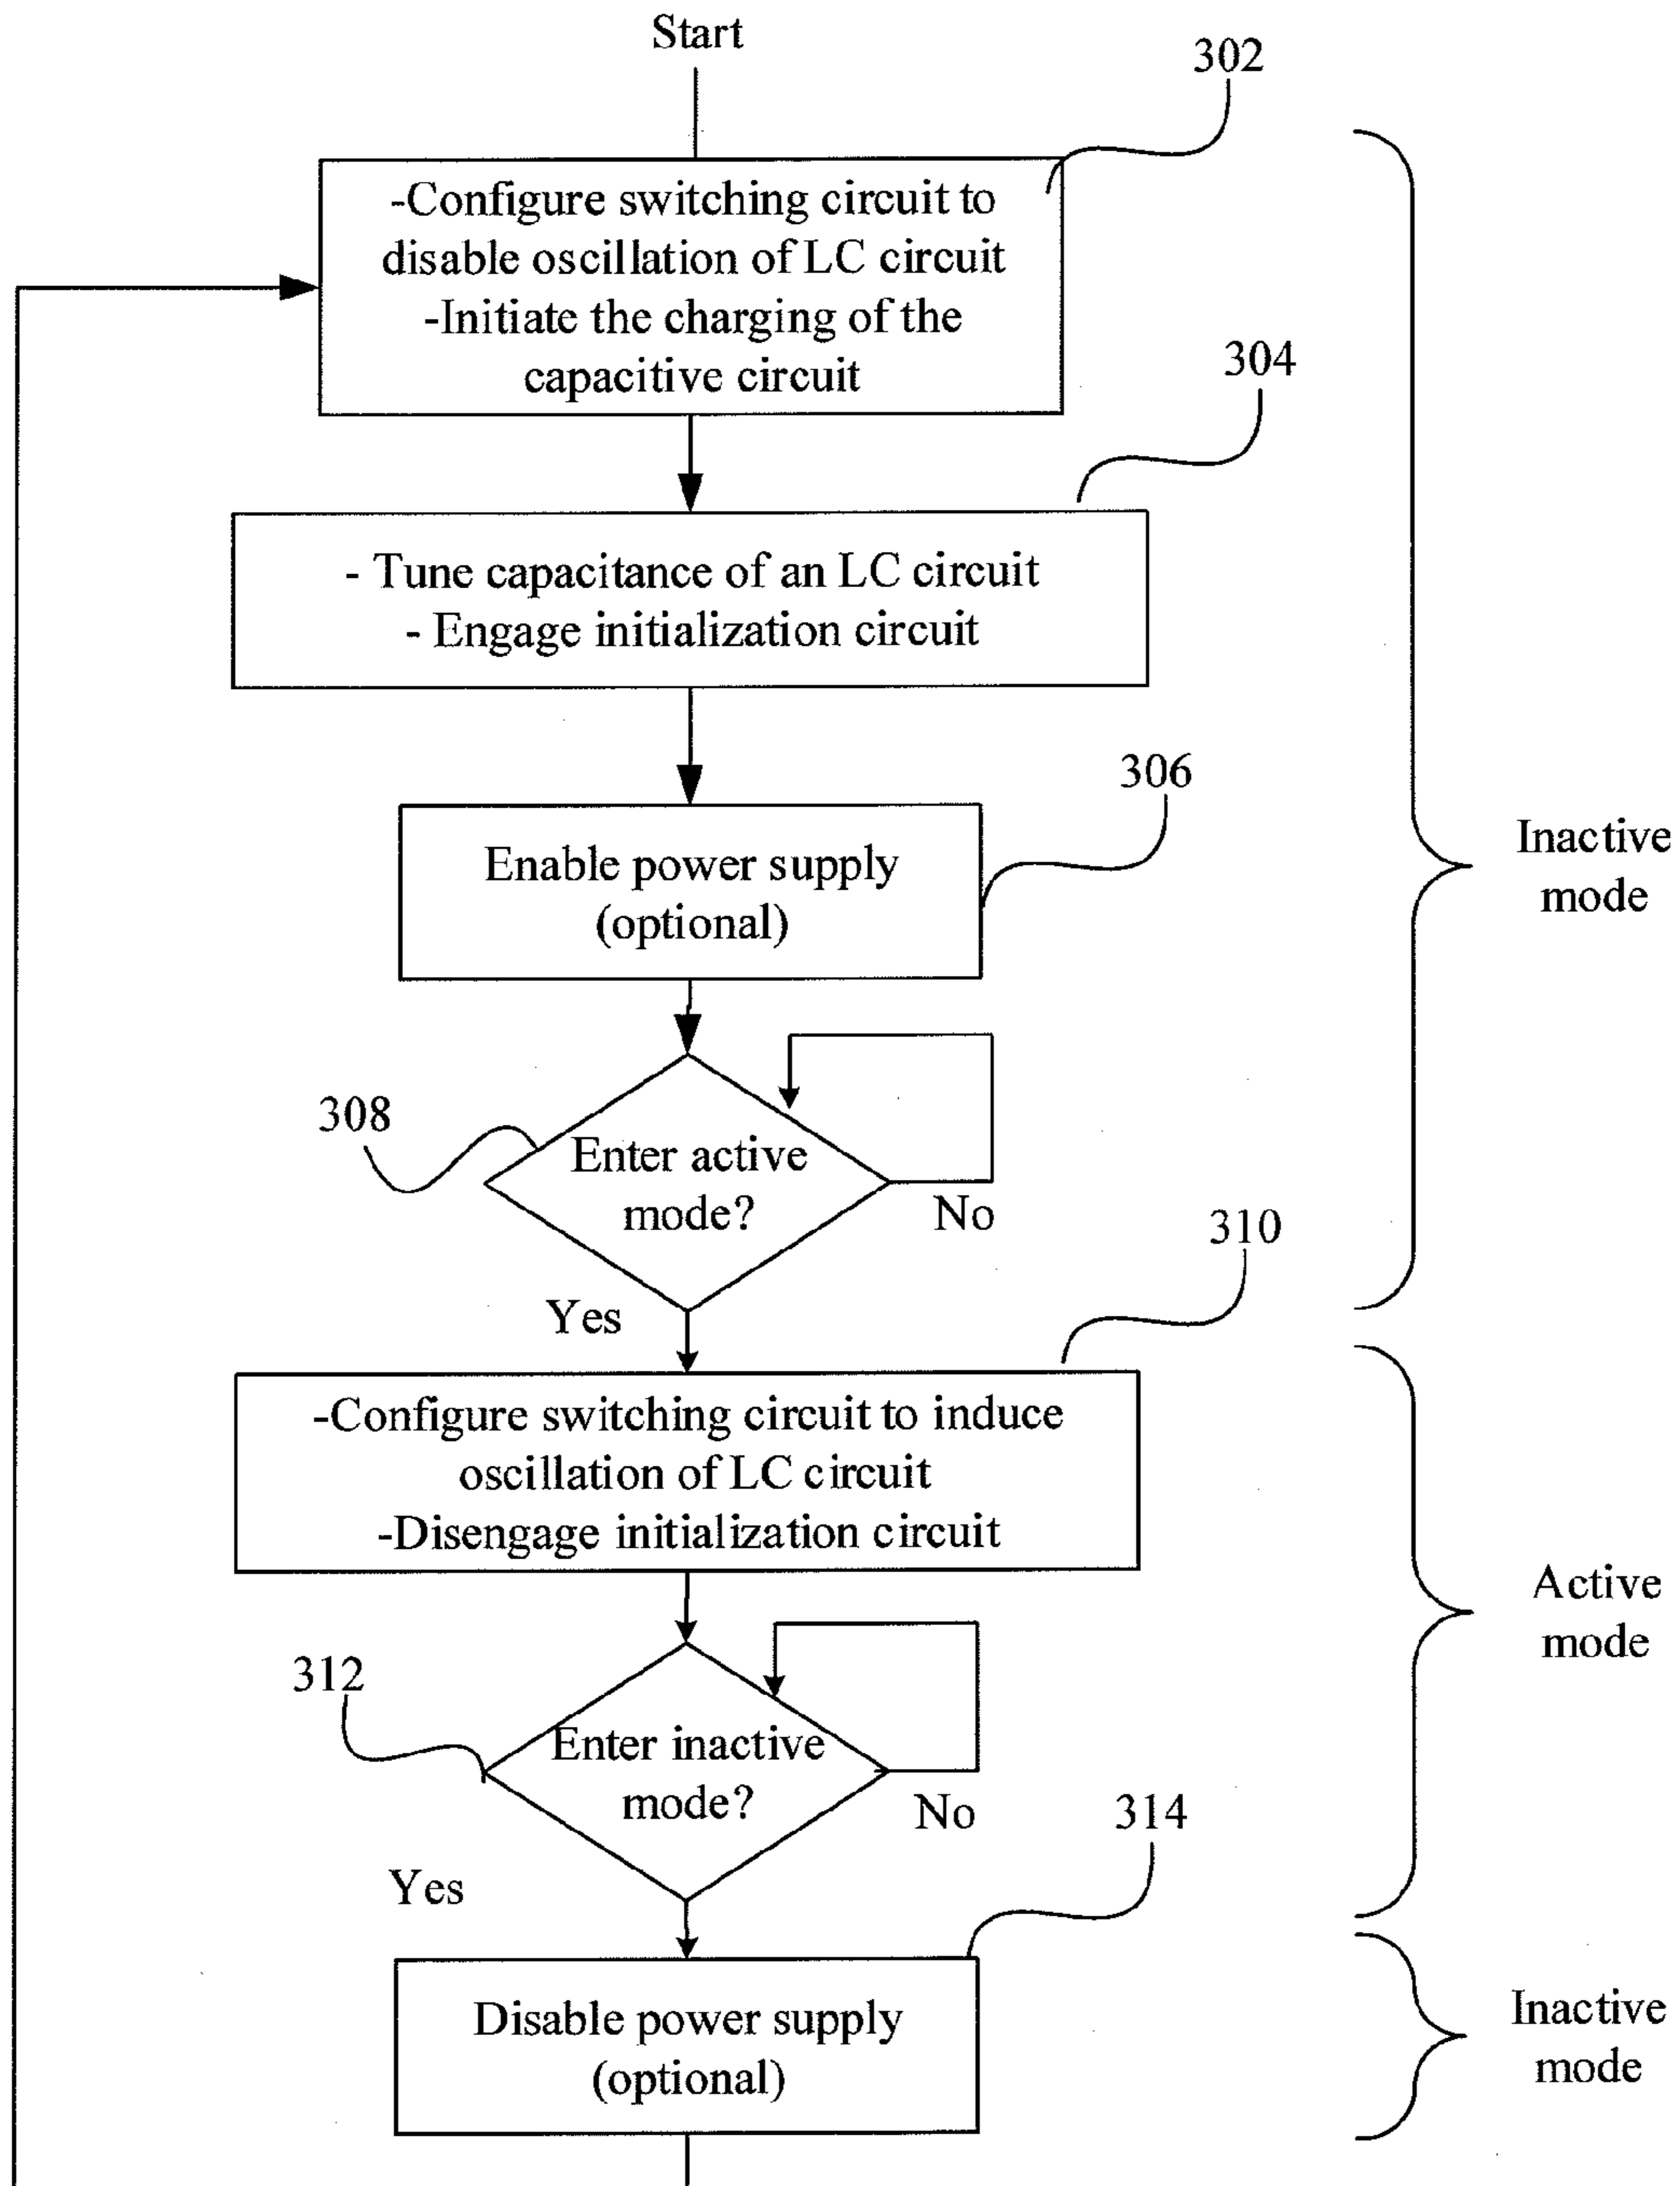 Start
302
-Configure switching circuit to
disable oscillation of LC circuit
-Initiate the charging of the
capacitive circuit
304
- Tune capacitance of an LC circuit
- Engage initialization circuit
306
Enable power supply
(optional)
Inactive
mode
308
Enter active
mode?
No
310
Yes
-Configure switching circuit to induce
oscillation of LC circuit
-Disengage initialization circuit
Active
mode
312
Enter inactive
mode?
No
314
Yes
Disable power supply
(optional)
Inactive
mode